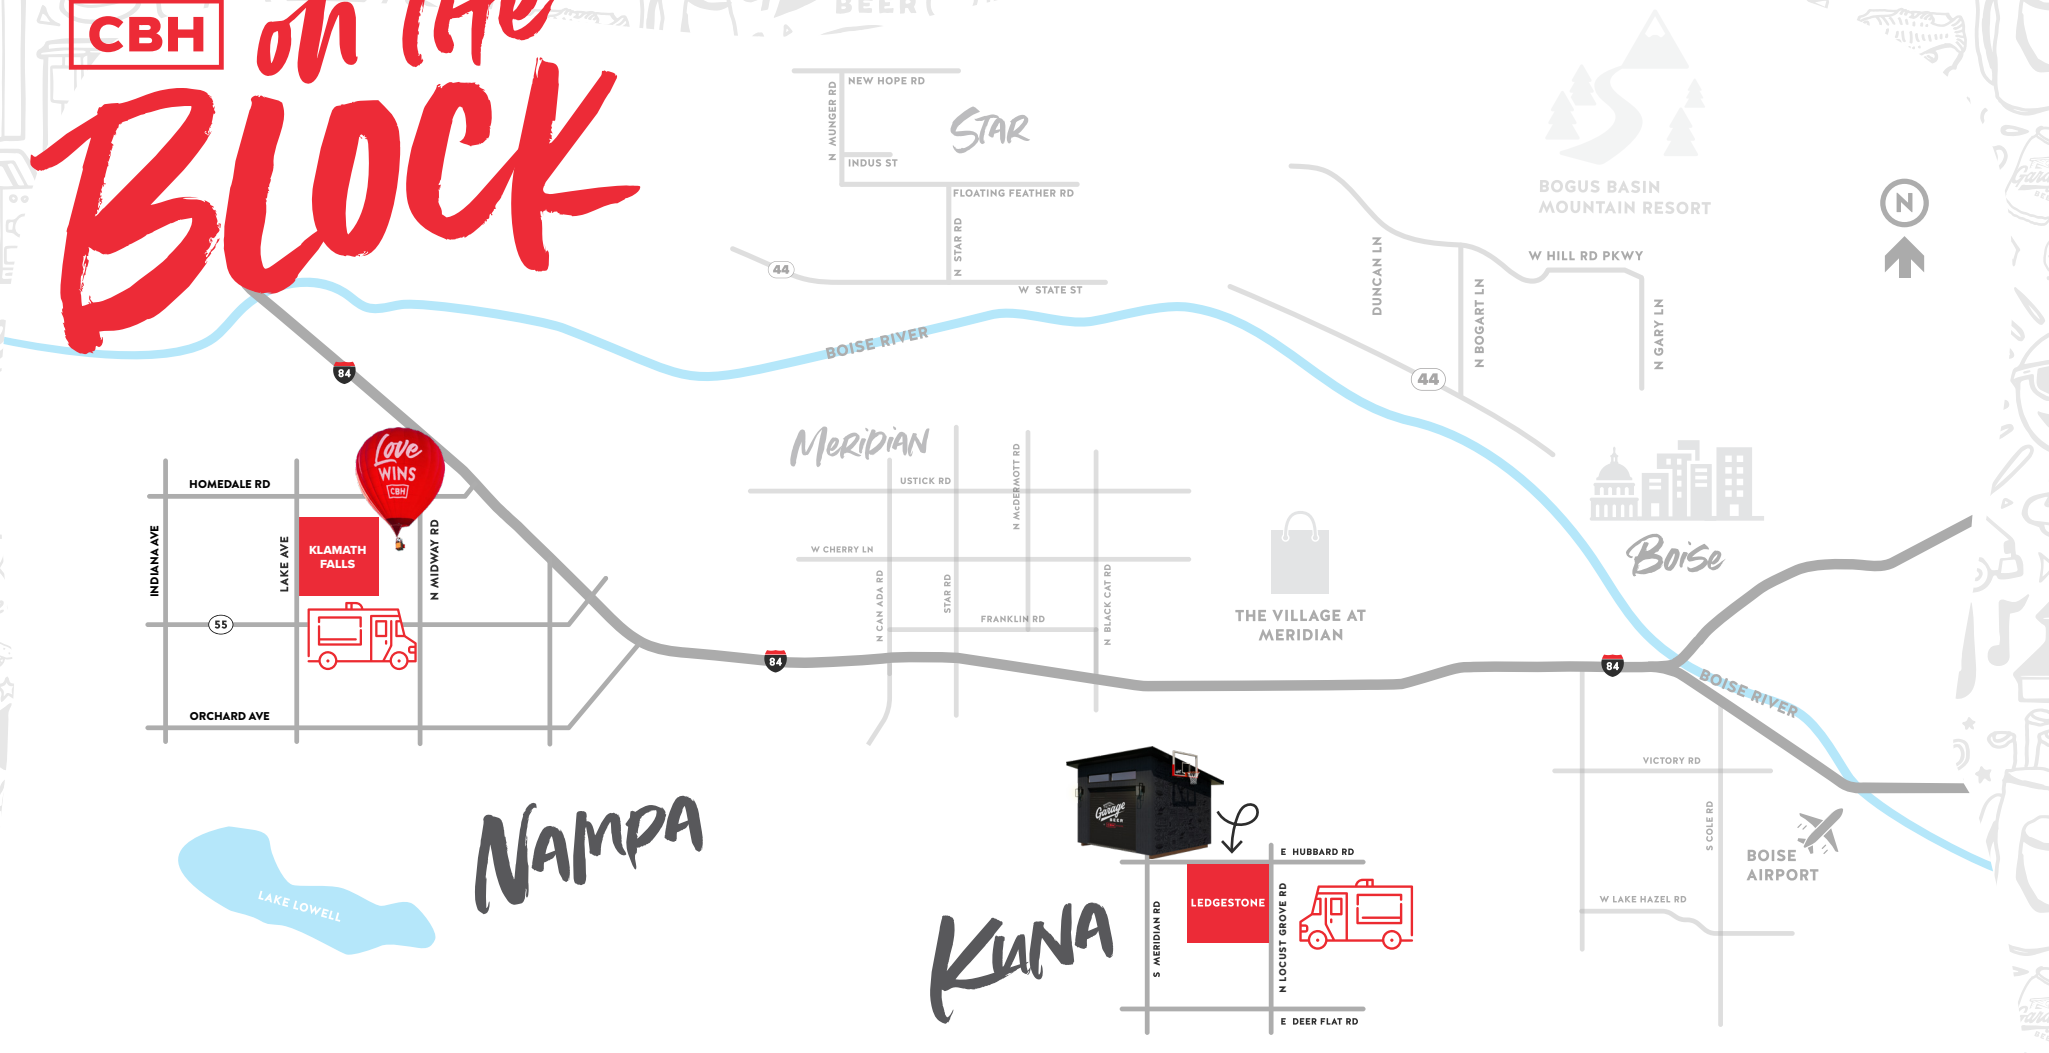 CBH
on THE
BLOCK
BEER
NEW HOPE RD
N MUNGER RD
STAR
INDUS ST
FLOATING FEATHER RD
N STAR RD
44
W STATE ST
BOGUS BASIN
MOUNTAIN RESORT
N
DUNCAN LN
W HILL RD PKWY
N BOGART LN
N GARY LN
44
BOISE RIVER
84
Love
WINS
CBH
HOMEDALE RD
INDIANA AVE
LAKE AVE
KLAMATH
FALLS
N MIDWAY RD
55
ORCHARD AVE
MERIDIAN
USTICK RD
N McDERMOTT RD
W CHERRY LN
N CAN ADA RD
STAR RD
FRANKLIN RD
N BLACK CAT RD
THE VILLAGE AT
MERIDIAN
BOISE
84
84
BOISE RIVER
VICTORY RD
S COLE RD
BOISE
AIRPORT
W LAKE HAZEL RD
NAMPA
LAKE LOWELL
Garage
BEER
E HUBBARD RD
LEDGESTONE
S MERIDIAN RD
N LOCUST GROVE RD
KUNA
E DEER FLAT RD